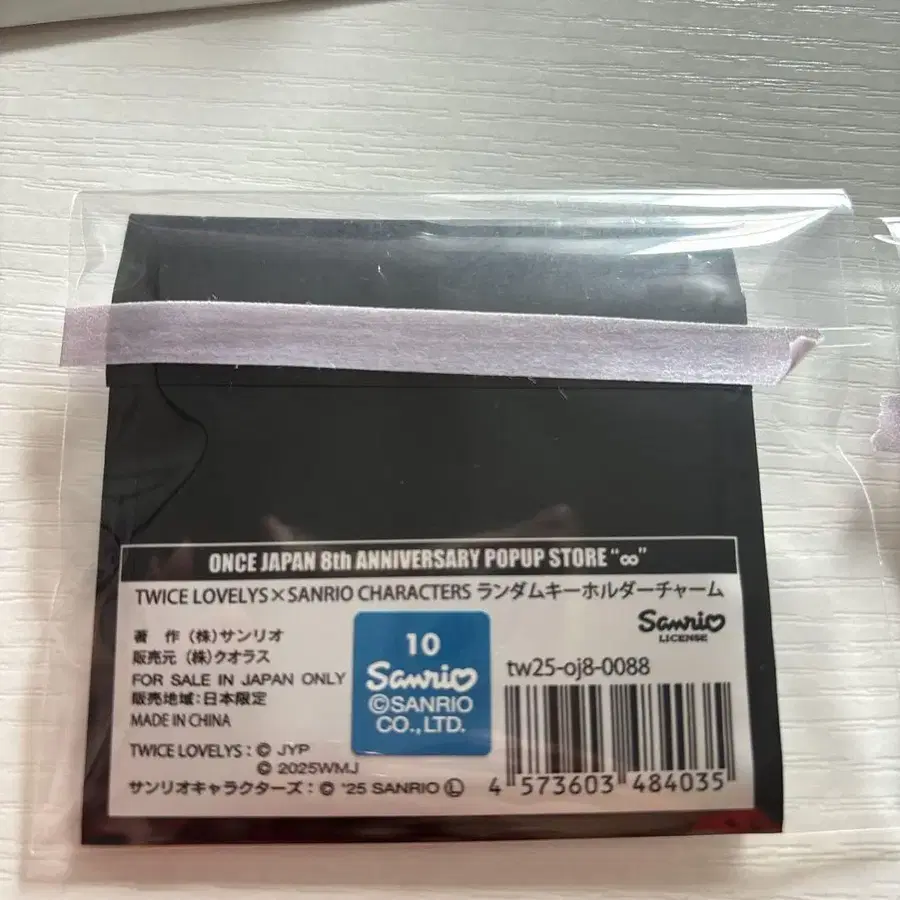 ONCE JAPAN 8th ANNIVERSARY POPUP STORE "∞"
TWICE LOVELYS×SANRIO CHARACTERS ランダムキーホルダーチャーム
著 作 (株)サンリオ
販売元 (株)クオラス
FOR SALE IN JAPAN ONLY
販売地域:日本限定
MADE IN CHINA
TWICE LOVELYS : © JYP
© 2025WMJ
サンリオキャラクターズ : © '25 SANRIO Ⓛ
10
Sanrio
©SANRIO
CO., LTD.
Sanrio
LICENSE
tw25-oj8-0088
4 573603 484035